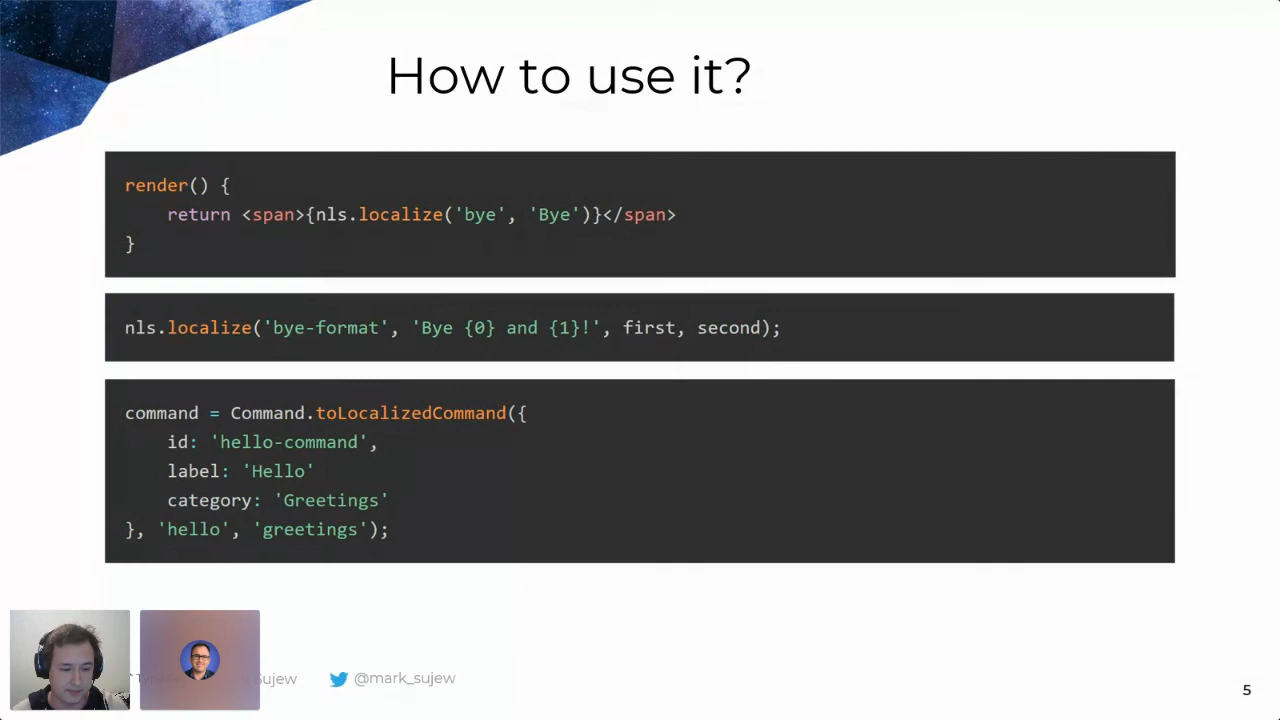 How to use it?
render() {
    return <span>{nls.localize('bye', 'Bye')}</span>
}
nls.localize('bye-format', 'Bye {0} and {1}!', first, second);
command = Command.toLocalizedCommand({
    id: 'hello-command',
    label: 'Hello'
    category: 'Greetings'
}, 'hello', 'greetings');
Sujew @mark_sujew
5